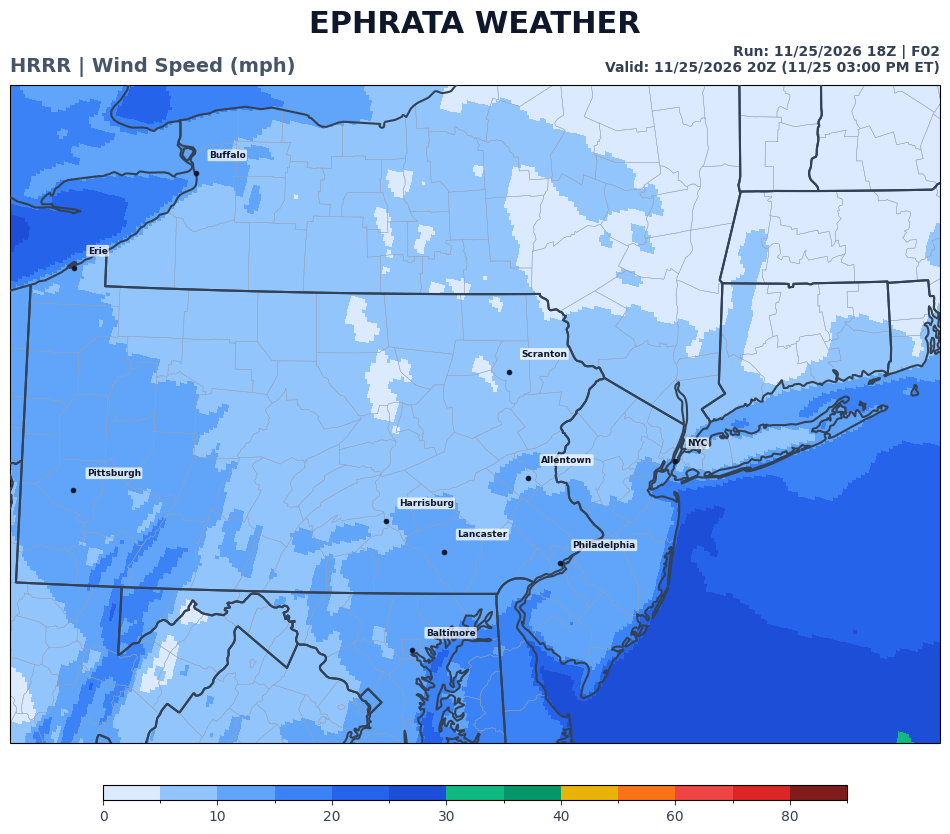 EPHRATA WEATHER
HRRR | Wind Speed (mph)
Run: 11/25/2026 18Z | F02
Valid: 11/25/2026 20Z (11/25 03:00 PM ET)
Buffalo
Erie
Scranton
NYC
Allentown
Pittsburgh
Harrisburg
Lancaster
Philadelphia
Baltimore
0 10 20 30 40 50 60 70 80